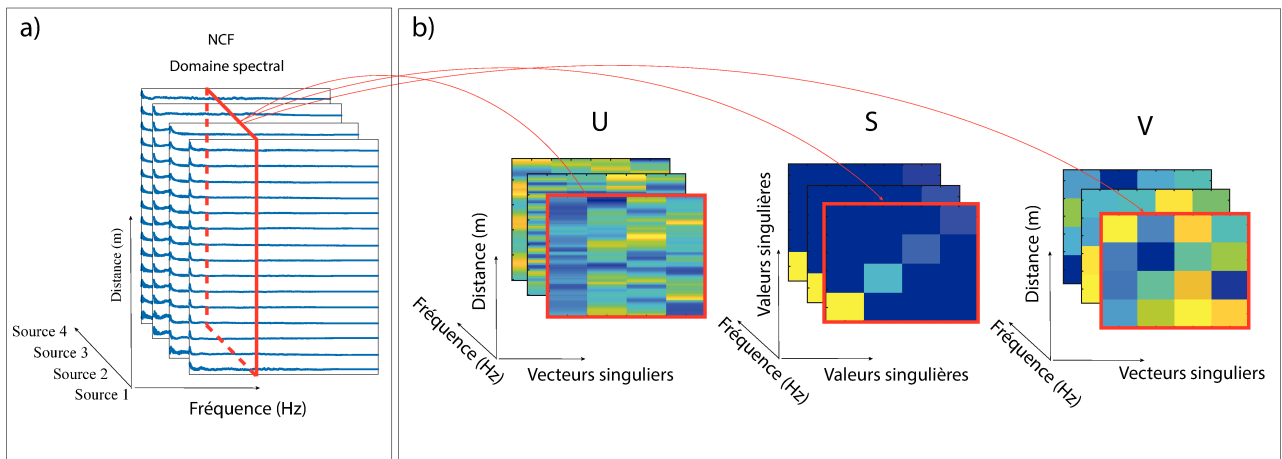 a)
NCF
Domaine spectral
Distance (m)
Source 4
Source 3
Source 2
Source 1
Fréquence (Hz)
b)
U
S
V
Distance (m)
Fréquence (Hz)
Vecteurs singuliers
Valeurs singulières
Fréquence (Hz)
Valeurs singulières
Distance (m)
Fréquence (Hz)
Vecteurs singuliers